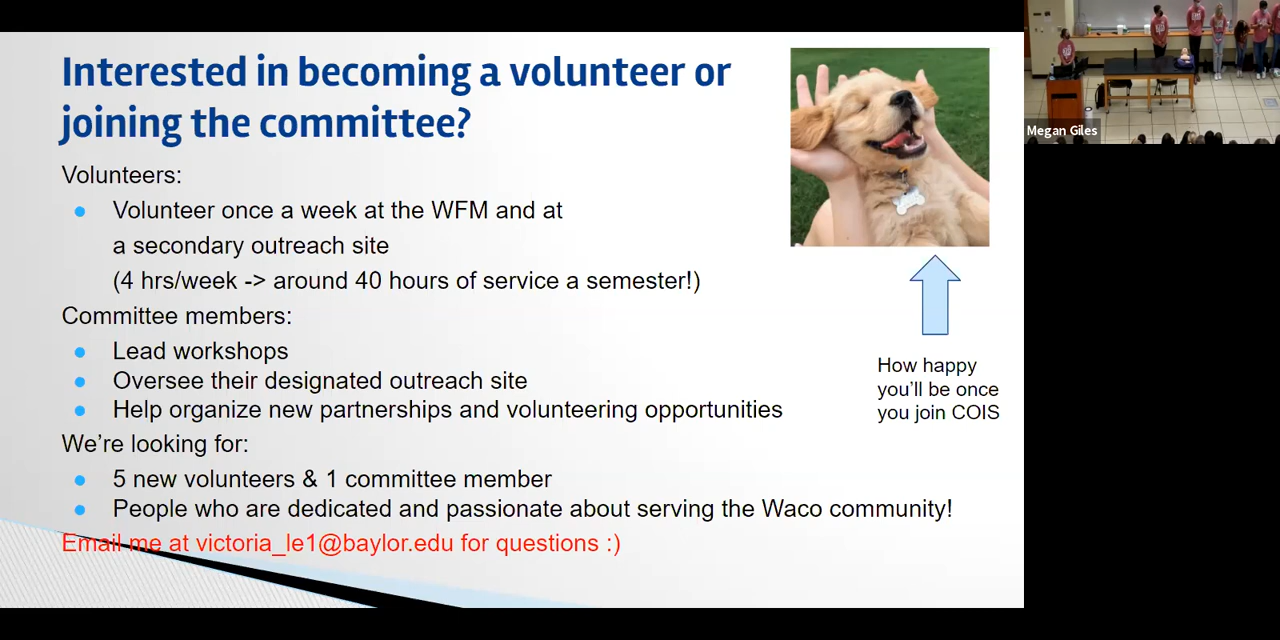 Interested in becoming a volunteer or
joining the committee?
Volunteers:
Volunteer once a week at the WFM and at
a secondary outreach site
(4 hrs/week -> around 40 hours of service a semester!)
Committee members:
Lead workshops
Oversee their designated outreach site
Help organize new partnerships and volunteering opportunities
We're looking for:
5 new volunteers & 1 committee member
People who are dedicated and passionate about serving the Waco community!
Email me at victoria_le1@baylor.edu for questions :)
How happy
you'll be once
you join COIS
Megan Giles